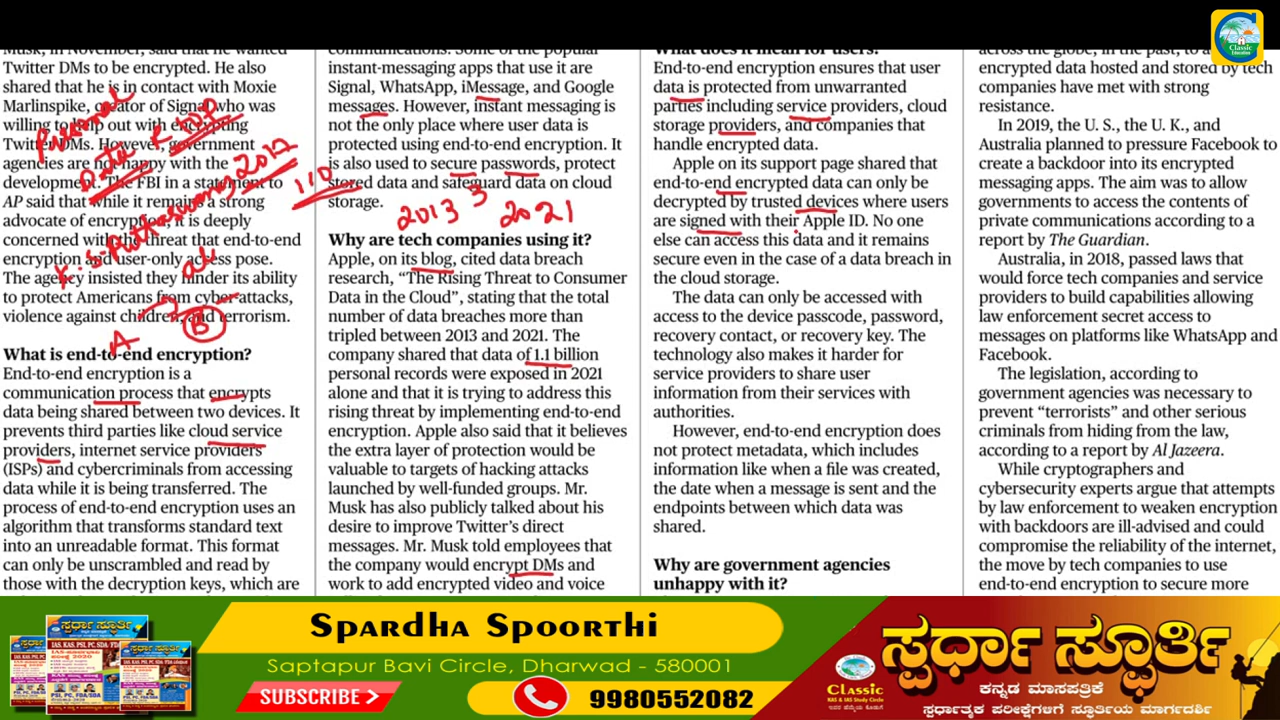 Classic
Education
Musk, in November, said that he wanted
Twitter DMs to be encrypted. He also
shared that he is in contact with Moxie
Marlinspike, creator of Signal, who was
willing to help out with encrypting
Twitter DMs. However, government
agencies are not happy with the
development. The FBI in a statement to
AP said that while it remains a strong
advocate of encryption, it is deeply
concerned with the threat that end-to-end
encryption and user-only access pose.
The agency insisted they hinder its ability
to protect Americans from cyber-attacks,
violence against children, and terrorism.
What is end-to-end encryption?
End-to-end encryption is a
communication process that encrypts
data being shared between two devices. It
prevents third parties like cloud service
providers, internet service providers
(ISPs) and cybercriminals from accessing
data while it is being transferred. The
process of end-to-end encryption uses an
algorithm that transforms standard text
into an unreadable format. This format
can only be unscrambled and read by
those with the decryption keys, which are
Personal
Data
K.S. Puttaswamy 2017
A
B
communications. Some of the popular
instant-messaging apps that use it are
Signal, WhatsApp, iMessage, and Google
messages. However, instant messaging is
not the only place where user data is
protected using end-to-end encryption. It
is also used to secure passwords, protect
stored data and safeguard data on cloud
storage.
2013 3 2021
Why are tech companies using it?
Apple, on its blog, cited data breach
research, “The Rising Threat to Consumer
Data in the Cloud”, stating that the total
number of data breaches more than
tripled between 2013 and 2021. The
company shared that data of 1.1 billion
personal records were exposed in 2021
alone and that it is trying to address this
rising threat by implementing end-to-end
encryption. Apple also said that it believes
the extra layer of protection would be
valuable to targets of hacking attacks
launched by well-funded groups. Mr.
Musk has also publicly talked about his
desire to improve Twitter’s direct
messages. Mr. Musk told employees that
the company would encrypt DMs and
work to add encrypted video and voice
What does it mean for users?
End-to-end encryption ensures that user
data is protected from unwarranted
parties including service providers, cloud
storage providers, and companies that
handle encrypted data.
Apple on its support page shared that
end-to-end encrypted data can only be
decrypted by trusted devices where users
are signed with their Apple ID. No one
else can access this data and it remains
secure even in the case of a data breach in
the cloud storage.
The data can only be accessed with
access to the device passcode, password,
recovery contact, or recovery key. The
technology also makes it harder for
service providers to share user
information from their services with
authorities.
However, end-to-end encryption does
not protect metadata, which includes
information like when a file was created,
the date when a message is sent and the
endpoints between which data was
shared.
Why are government agencies
unhappy with it?
across the globe, in the past, to
encrypted data hosted and stored by tech
companies have met with strong
resistance.
In 2019, the U. S., the U. K., and
Australia planned to pressure Facebook to
create a backdoor into its encrypted
messaging apps. The aim was to allow
governments to access the contents of
private communications according to a
report by The Guardian.
Australia, in 2018, passed laws that
would force tech companies and service
providers to build capabilities allowing
law enforcement secret access to
messages on platforms like WhatsApp and
Facebook.
The legislation, according to
government agencies was necessary to
prevent “terrorists” and other serious
criminals from hiding from the law,
according to a report by Al Jazeera.
While cryptographers and
cybersecurity experts argue that attempts
by law enforcement to weaken encryption
with backdoors are ill-advised and could
compromise the reliability of the internet,
the move by tech companies to use
end-to-end encryption to secure more
Spardha Spoorthi
Saptapur Bavi Circle Dharwad - 580001
SUBSCRIBE >
9980552082
ಸ್ಪರ್ಧಾ ಸ್ಫೂರ್ತಿ
Classic
ಕನ್ನಡ ಮಾಸಪತ್ರಿಕೆ
ಸ್ಪರ್ಧಾತ್ಮಕ ಪರೀಕ್ಷೆಗಳಿಗೆ ಸ್ಫೂರ್ತಿಯ ಮಾರ್ಗದರ್ಶಿ